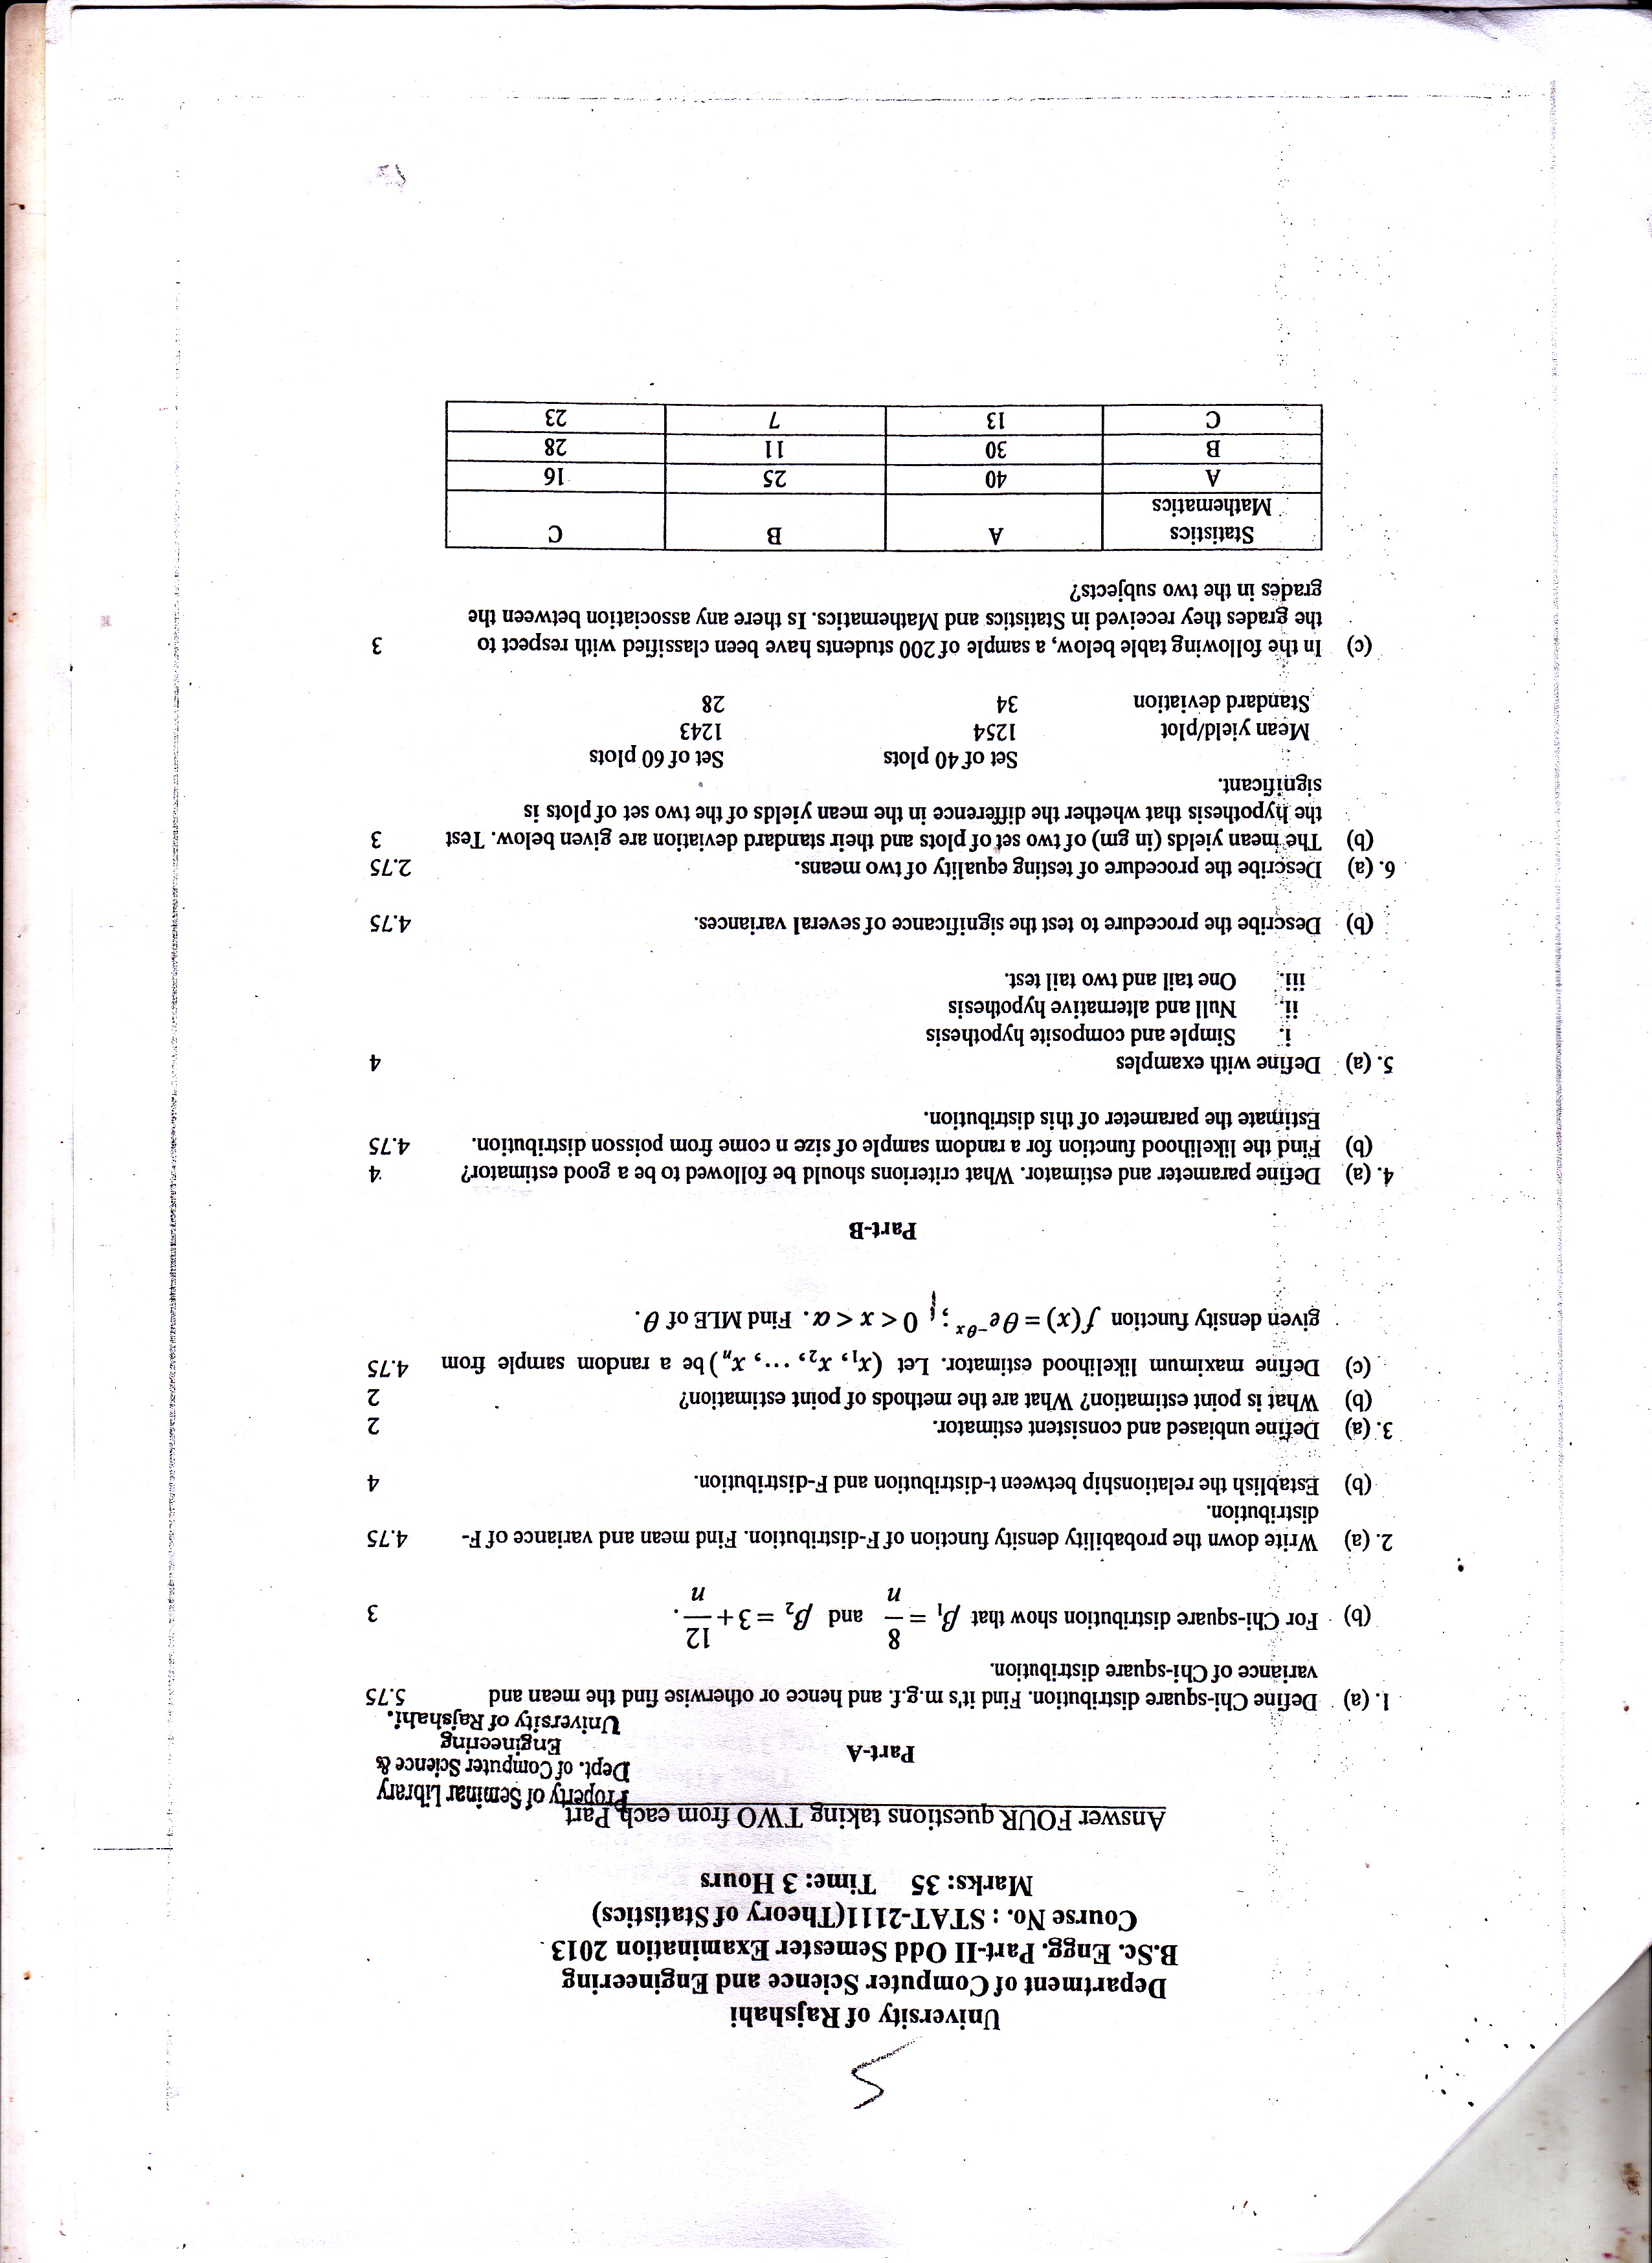 University of Rajshahi
Department of Computer Science and Engineering
B.Sc. Engg. Part-II Odd Semester Examination 2013
Course No. : STAT-2111(Theory of Statistics)
Marks: 35 Time: 3 Hours
Answer FOUR questions taking TWO from each Part
Property of Seminar Library
Dept. of Computer Science &
Engineering
University of Rajshahi.
Part-A
1. (a) Define Chi-square distribution. Find it's m.g.f. and hence or otherwise find the mean and 5.75
variance of Chi-square distribution.
(b) For Chi-square distribution show that β₁ = 8/n and β₂ = 3+12/n. 3
2. (a) Write down the probability density function of F-distribution. Find mean and variance of F- 4.75
distribution.
(b) Establish the relationship between t-distribution and F-distribution. 4
3. (a) Define unbiased and consistent estimator. 2
(b) What is point estimation? What are the methods of point estimation? 2
(c) Define maximum likelihood estimator. Let (x₁, x₂, ..., xₙ) be a random sample from 4.75
given density function f(x) = θe^(-θx) ; 0 < x < α. Find MLE of θ.
Part-B
4. (a) Define parameter and estimator. What criterions should be followed to be a good estimator? 4
(b) Find the likelihood function for a random sample of size n come from poisson distribution. 4.75
Estimate the parameter of this distribution.
5. (a) Define with examples 4
i. Simple and composite hypothesis
ii. Null and alternative hypothesis
iii. One tail and two tail test.
(b) Describe the procedure to test the significance of several variances. 4.75
6. (a) Describe the procedure of testing equality of two means. 2.75
(b) The mean yields (in gm) of two set of plots and their standard deviation are given below. Test 3
the hypothesis that whether the difference in the mean yields of the two set of plots is
significant.
Set of 40 plots Set of 60 plots
Mean yield/plot 1254 1243
Standard deviation 34 28
(c) In the following table below, a sample of 200 students have been classified with respect to 3
the grades they received in Statistics and Mathematics. Is there any association between the
grades in the two subjects?
Statistics A B C
Mathematics
A 40 25 16
B 30 11 28
C 13 7 23